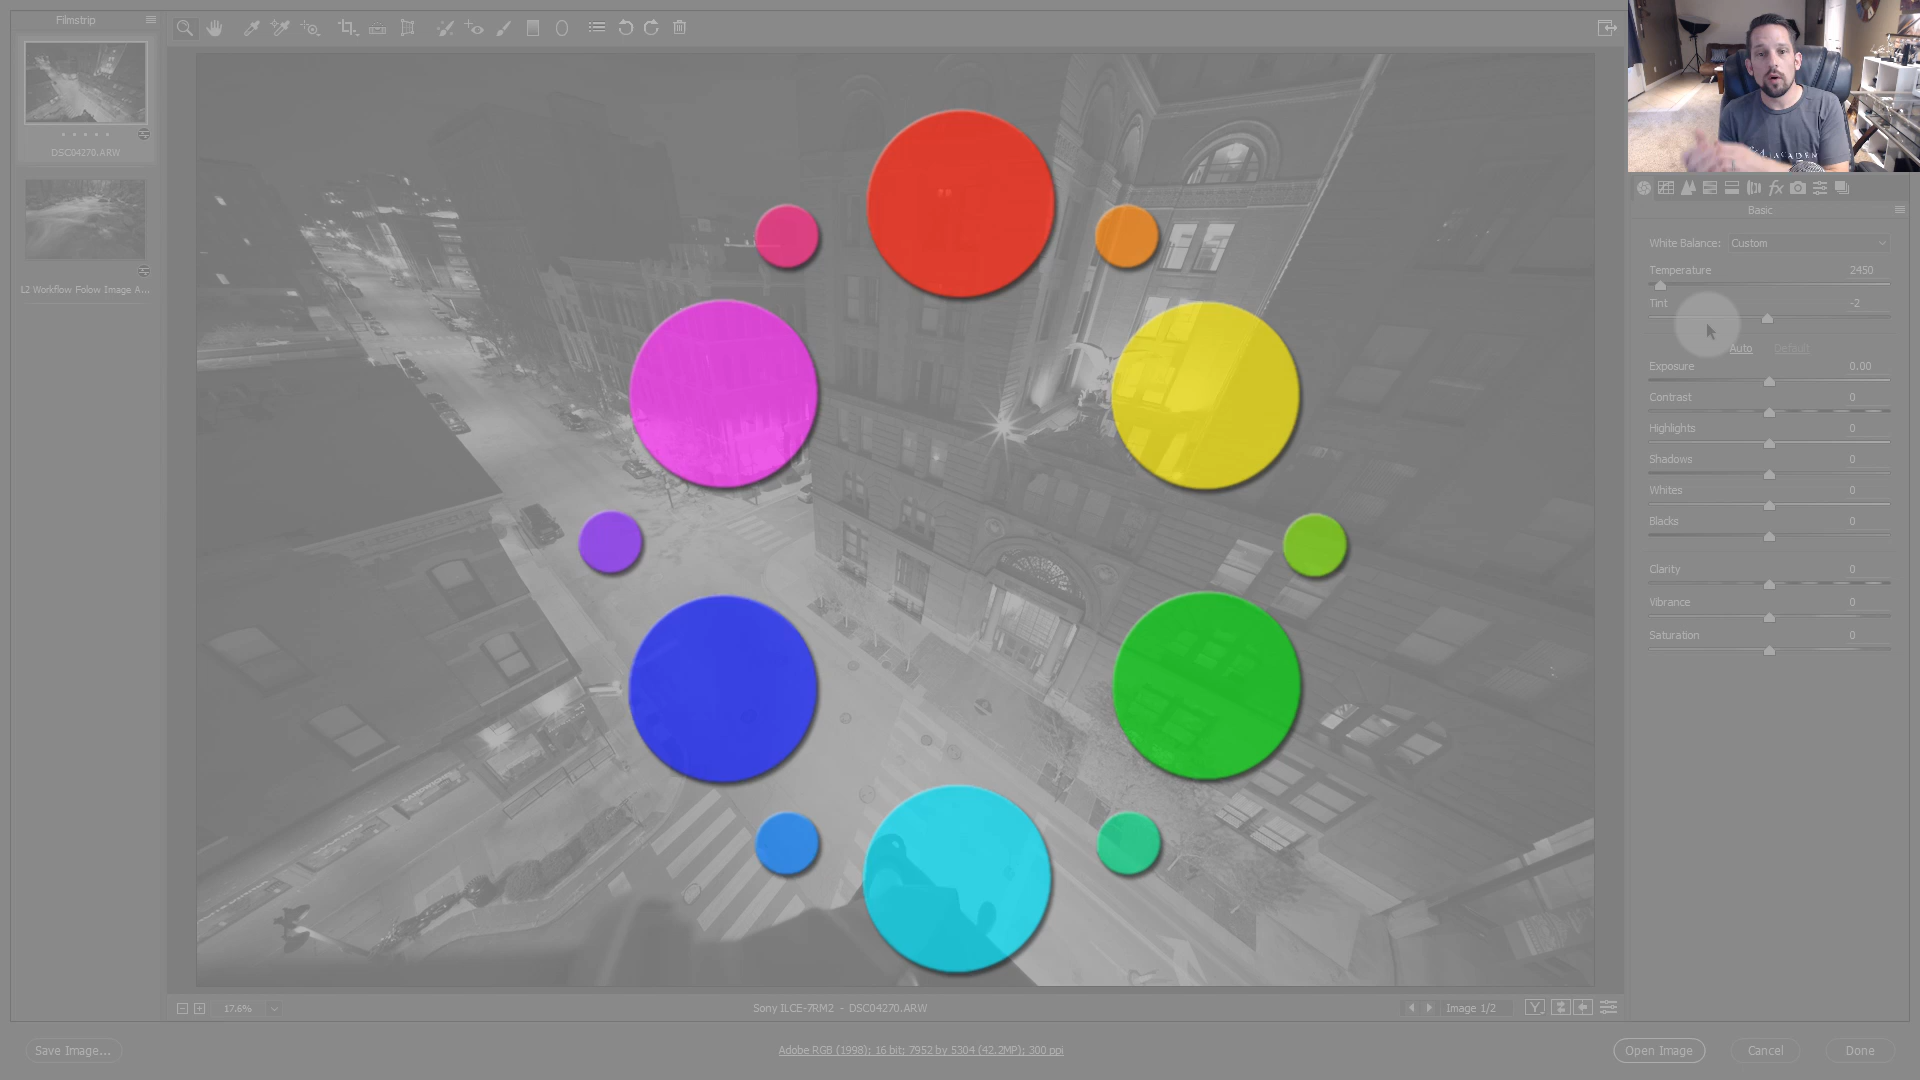 Filmstrip
DSC04270.ARW
L2 Workflow Folow Image A...
Basic
White Balance: Custom
Temperature 2450
Tint -2
Auto Default
Exposure 0.00
Contrast 0
Highlights 0
Shadows 0
Whites 0
Blacks 0
Clarity 0
Vibrance 0
Saturation 0
17.6%
Sony ILCE-7RM2 - DSC04270.ARW
Image 1/2
Save Image...
Adobe RGB (1998); 16 bit; 7952 by 5304 (42.2MP); 300 ppi
Open Image
Cancel
Done